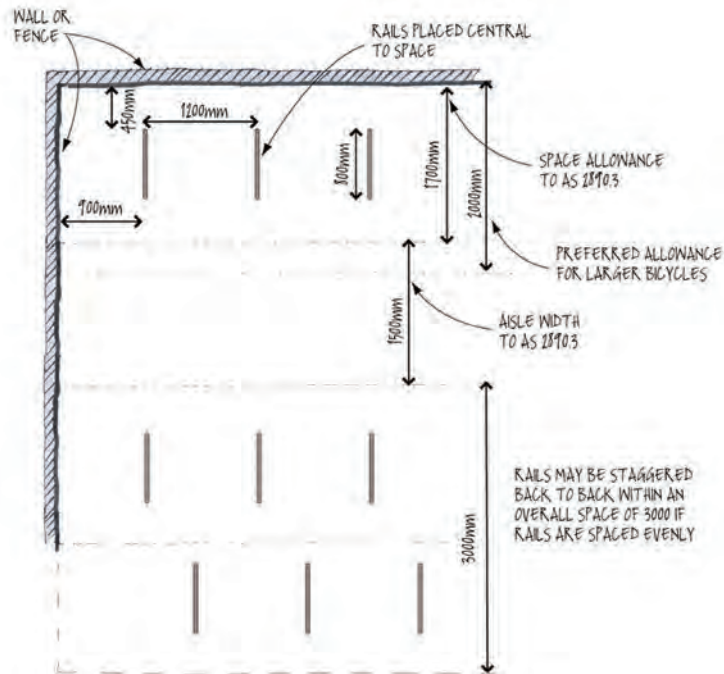 WALL OR
FENCE
RAILS PLACED CENTRAL
TO SPACE
450mm
1200mm
800mm
1700mm
2000mm
900mm
SPACE ALLOWANCE
TO AS 2890.3
PREFERRED ALLOWANCE
FOR LARGER BICYCLES
1500mm
AISLE WIDTH
TO AS 2890.3
3000mm
RAILS MAY BE STAGGERED
BACK TO BACK WITHIN AN
OVERALL SPACE OF 3000 IF
RAILS ARE SPACED EVENLY